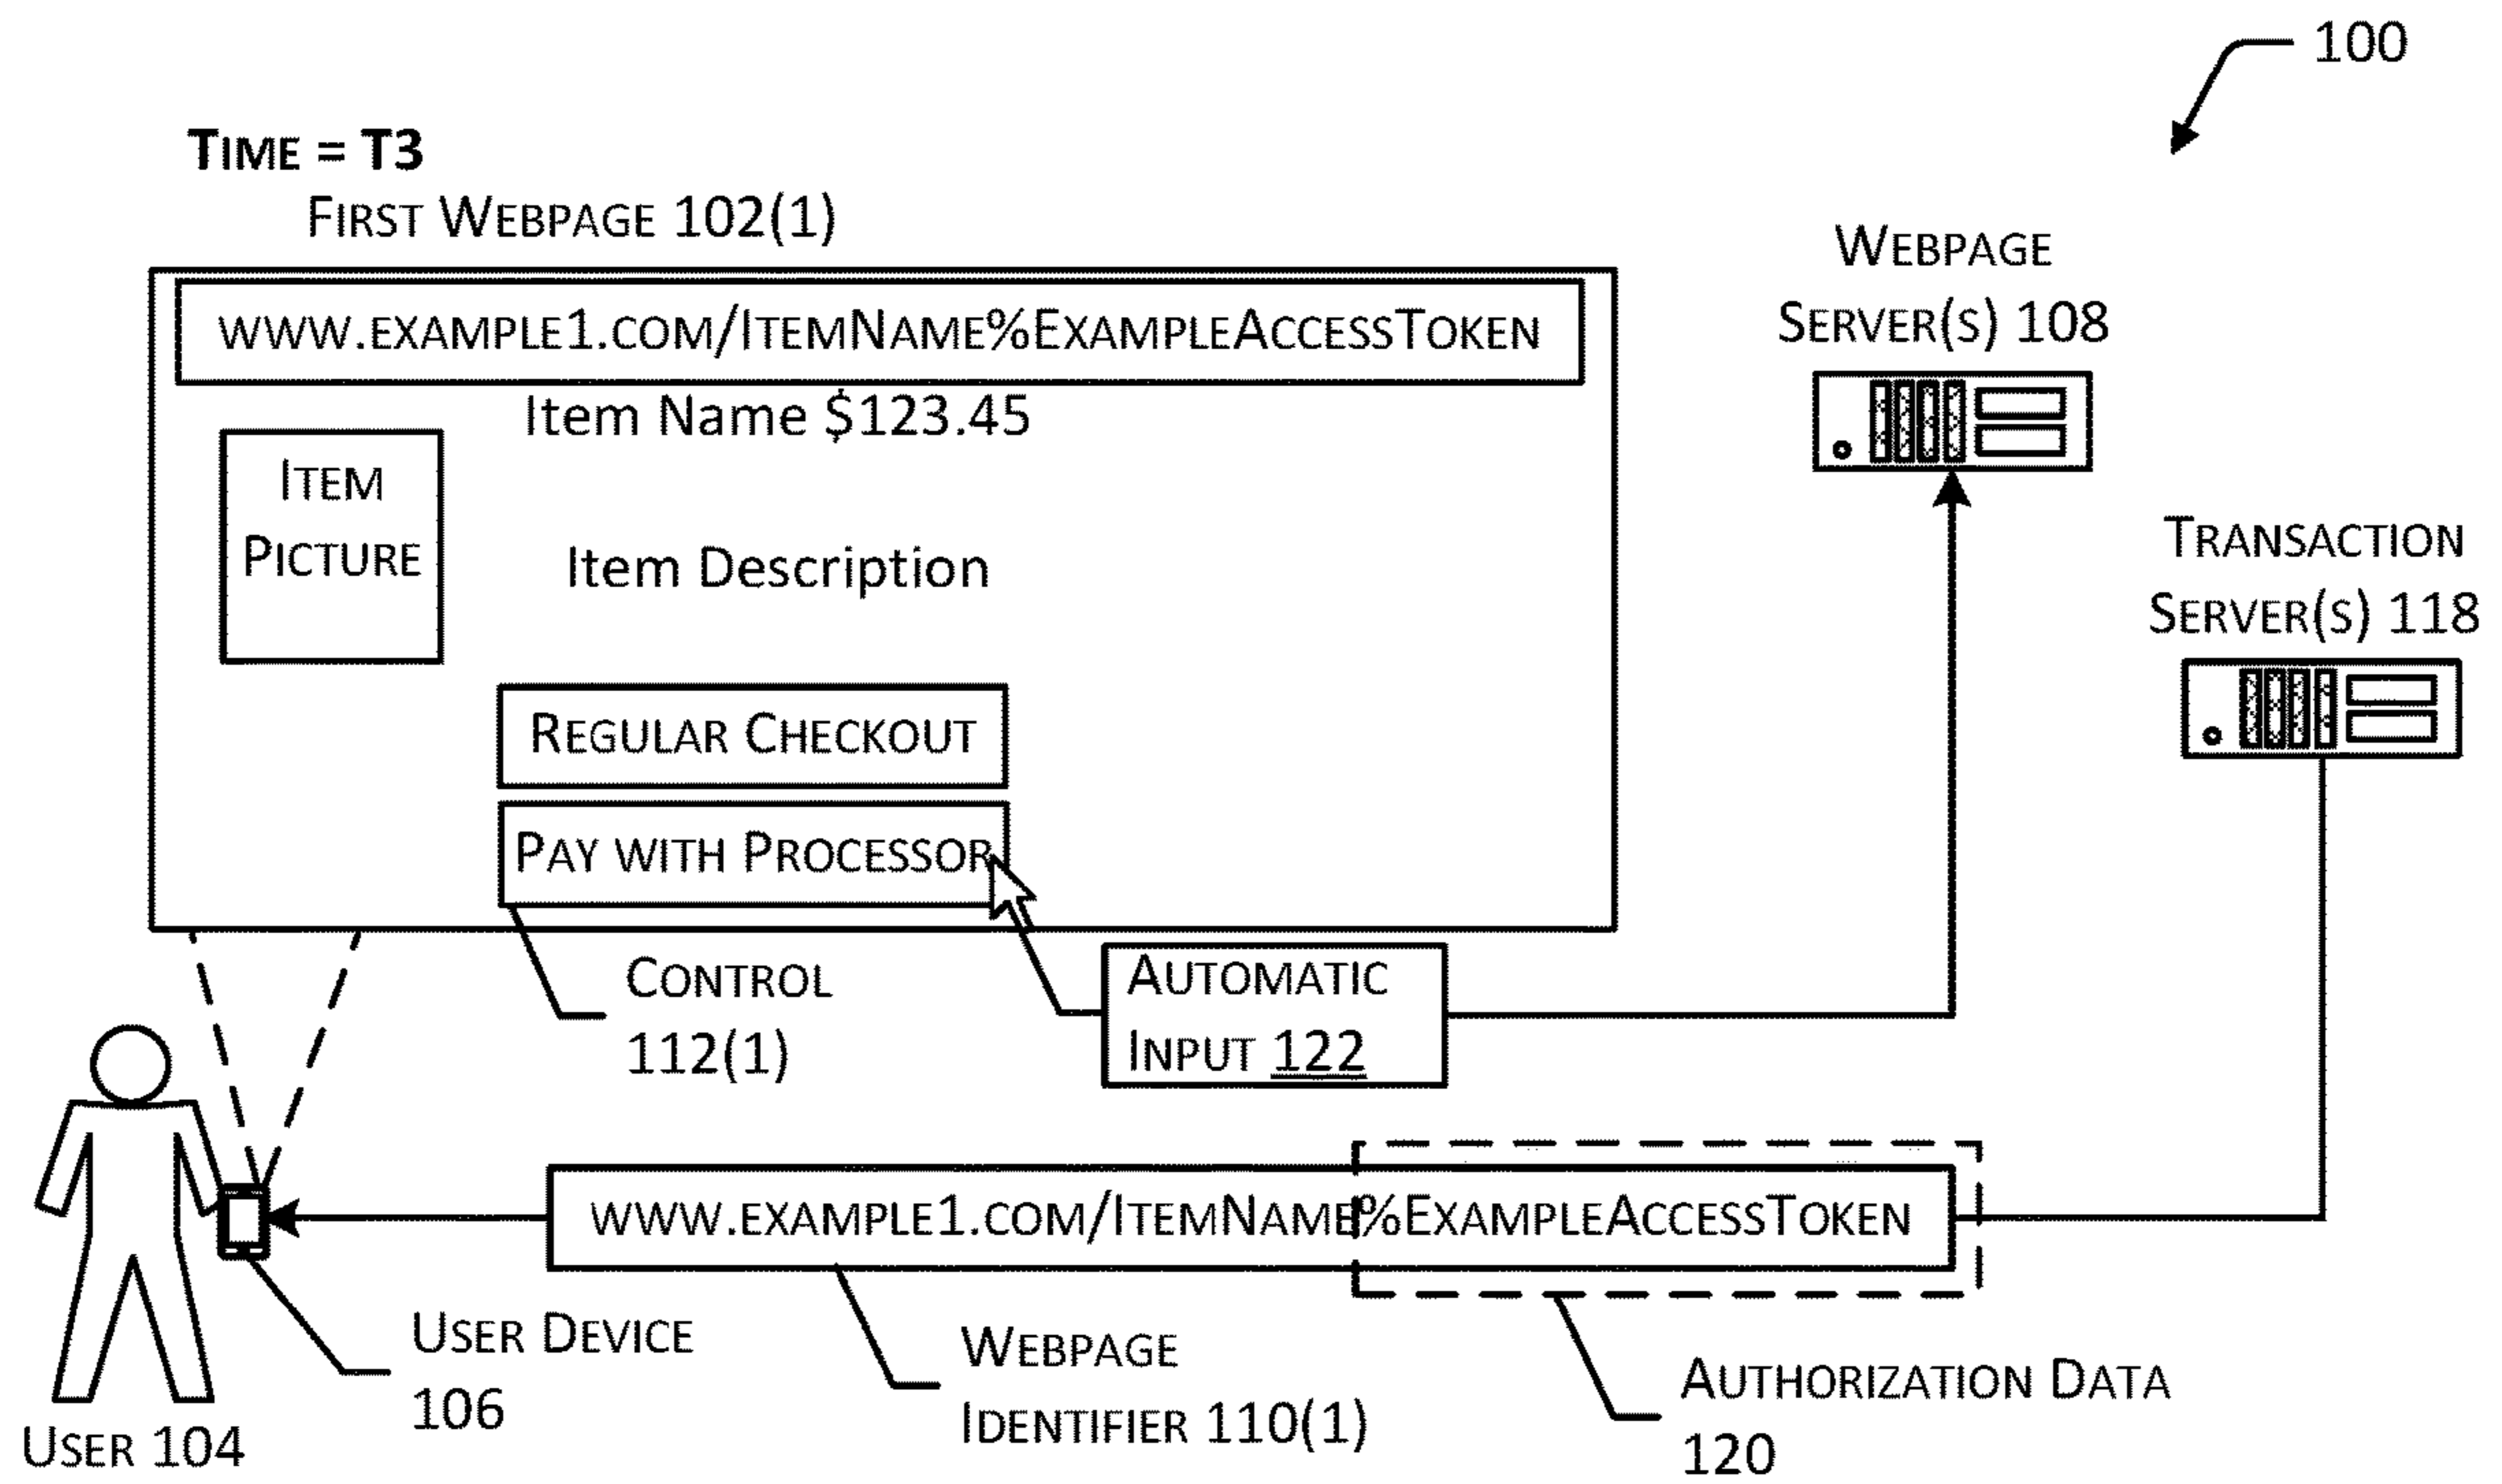 100
TIME = T3
FIRST WEBPAGE 102(1)
WWW.EXAMPLE1.COM/ITEMNAME%EXAMPLEACCESSTOKEN
Item Name $123.45
ITEM
PICTURE
Item Description
REGULAR CHECKOUT
PAY WITH PROCESSOR
WEBPAGE
SERVER(S) 108
TRANSACTION
SERVER(S) 118
CONTROL
112(1)
AUTOMATIC
INPUT 122
WWW.EXAMPLE1.COM/ITEMNAME%EXAMPLEACCESSTOKEN
USER DEVICE
106
USER 104
WEBPAGE
IDENTIFIER 110(1)
AUTHORIZATION DATA
120